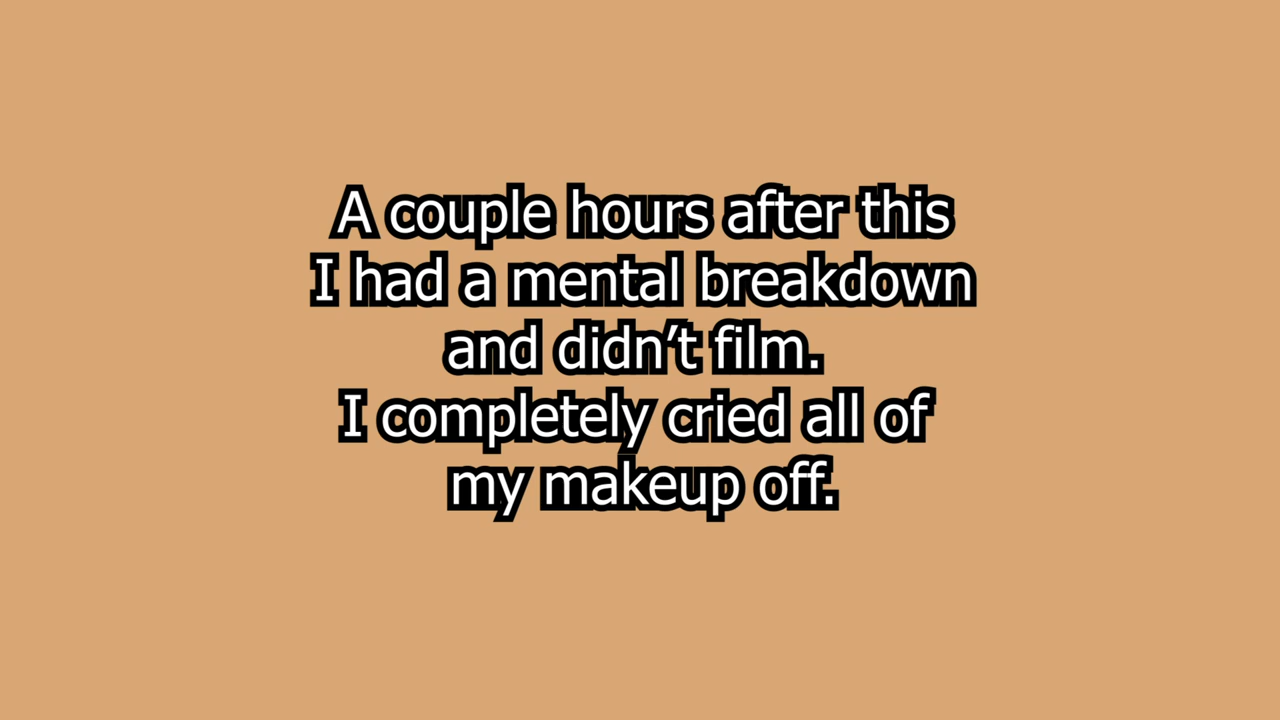 A couple hours after this
I had a mental breakdown
and didn’t film.
I completely cried all of
my makeup off.